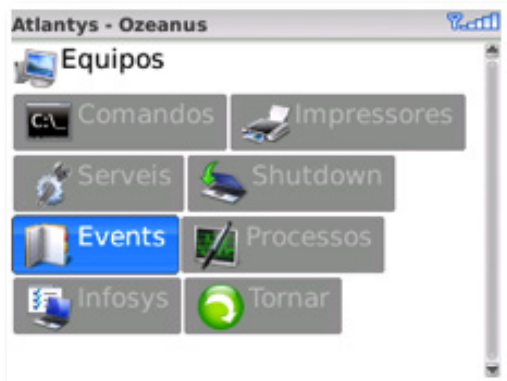 Atlantys - Ozeanus
Equipos
C:\_ Comandos Impressores
Serveis Shutdown
Events Processos
Infosys Tornar